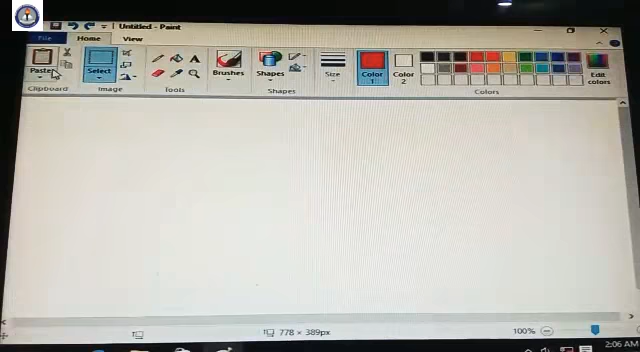 Untitled - Paint
File Home View
Paste Select Brushes Shapes Size Color 1 Color 2 Edit colors
Clipboard Image Tools Shapes Colors
778 × 389px 100%
2:06 AM